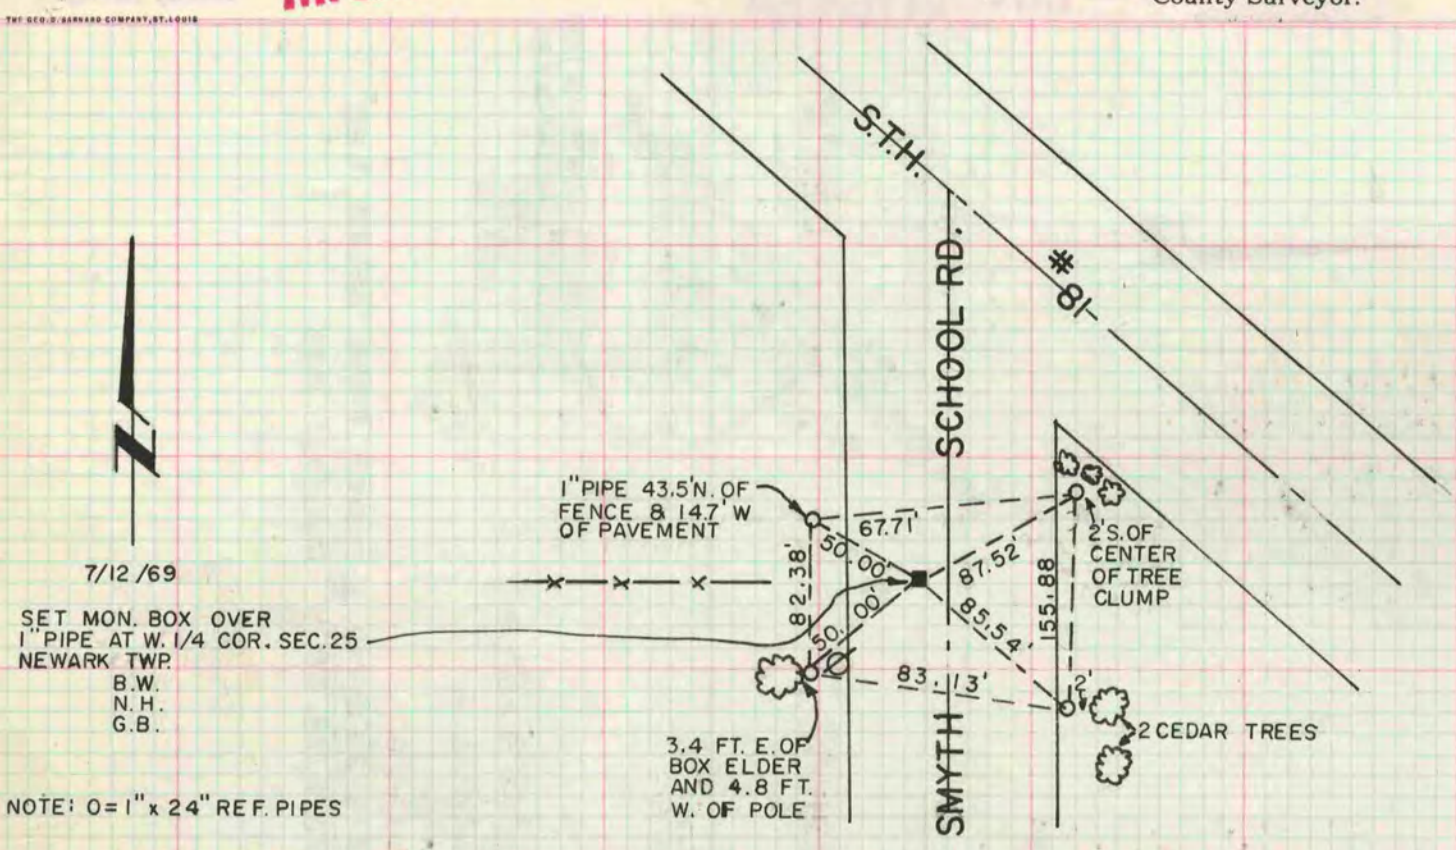 THE GEO. D. BARNARD COMPANY, ST. LOUIS
County Surveyor.
S.T.H.
# 81
SCHOOL RD.
SMYTH
N
1" PIPE 43.5' N. OF
FENCE & 14.7' W
OF PAVEMENT
67.71'
50.00'
82.38'
87.52'
2' S. OF
CENTER
OF TREE
CLUMP
155.88
85.54'
50.00'
83.13'
2'
2 CEDAR TREES
3.4 FT. E. OF
BOX ELDER
AND 4.8 FT.
W. OF POLE
7/12/69
SET MON. BOX OVER
1" PIPE AT W. 1/4 COR. SEC. 25
NEWARK TWP.
B.W.
N.H.
G.B.
NOTE: O = 1" x 24" REF. PIPES